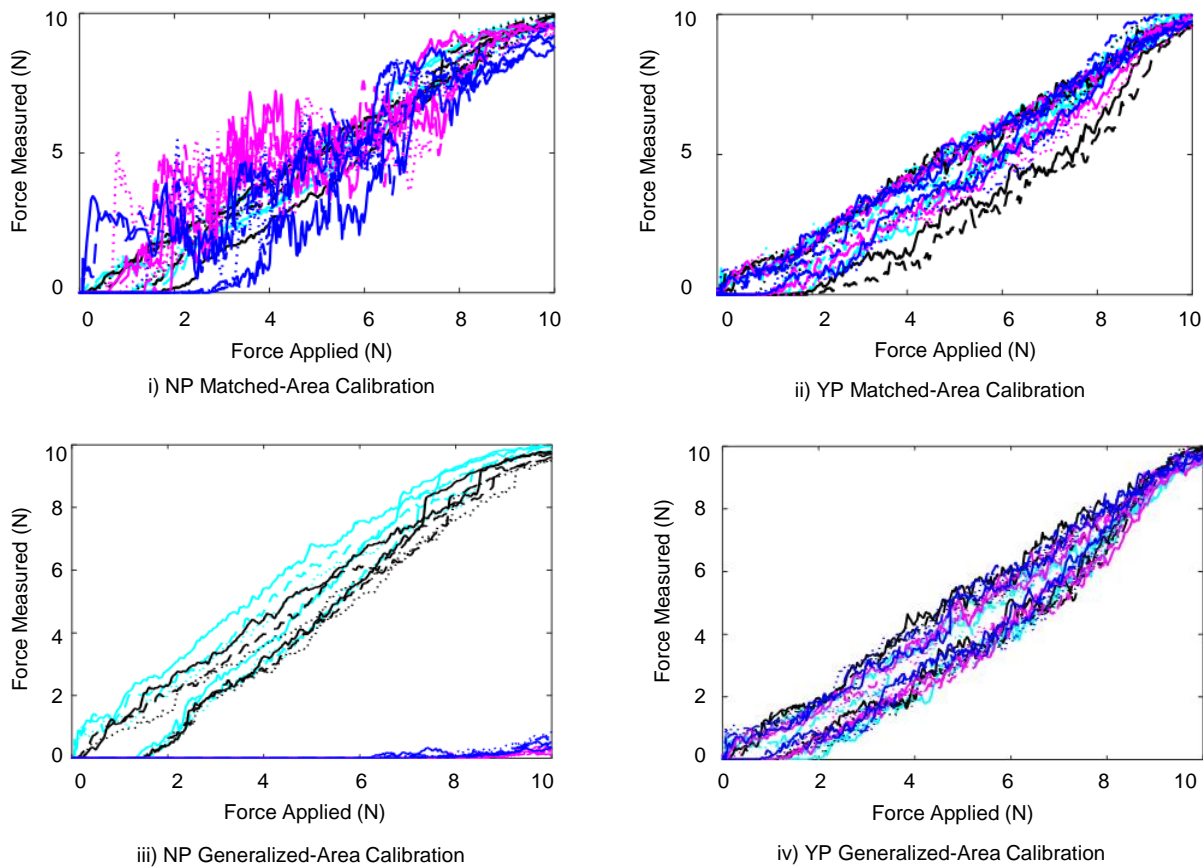 10
5
0
Force Measured (N)
0 2 4 6 8 10
Force Applied (N)
i) NP Matched-Area Calibration
10
5
0
Force Measured (N)
0 2 4 6 8 10
Force Applied (N)
ii) YP Matched-Area Calibration
10
8
6
4
2
0
Force Measured (N)
0 2 4 6 8 10
Force Applied (N)
iii) NP Generalized-Area Calibration
10
8
6
4
2
0
Force Measured (N)
0 2 4 6 8 10
Force Applied (N)
iv) YP Generalized-Area Calibration